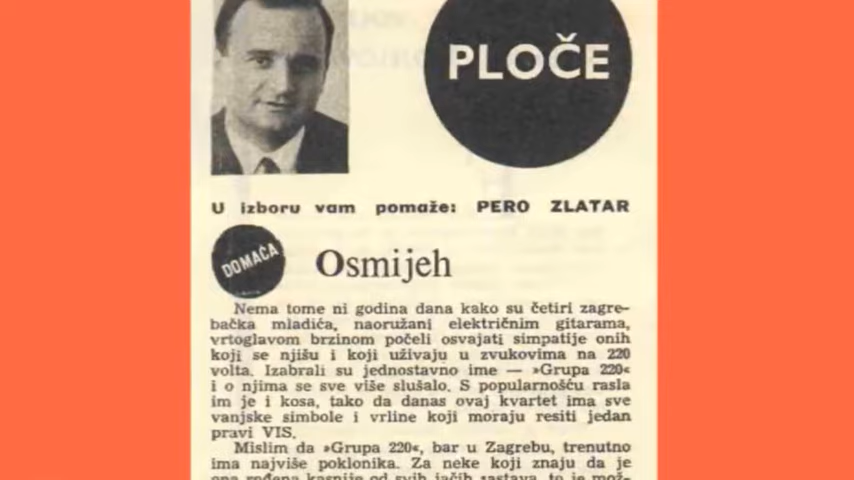 PLOČE
U izboru vam pomaže: PERO ZLATAR
DOMAĆA
Osmijeh
Nema tome ni godina dana kako su četiri zagre-
bačka mladića, naoružani električnim gitarama,
vrtoglavom brzinom počeli osvajati simpatije onih
koji se njišu i koji uživaju u zvukovima na 220
volta. Izabrali su jednostavno ime — »Grupa 220«
i o njima se sve više slušalo. S popularnošću rasla
im je i kosa, tako da danas ovaj kvartet ima sve
vanjske simbole i vrline koji moraju resiti jedan
pravi VIS.
Mislim da »Grupa 220«, bar u Zagrebu, trenutno
ima najviše poklonika. Za neke koji znaju da je